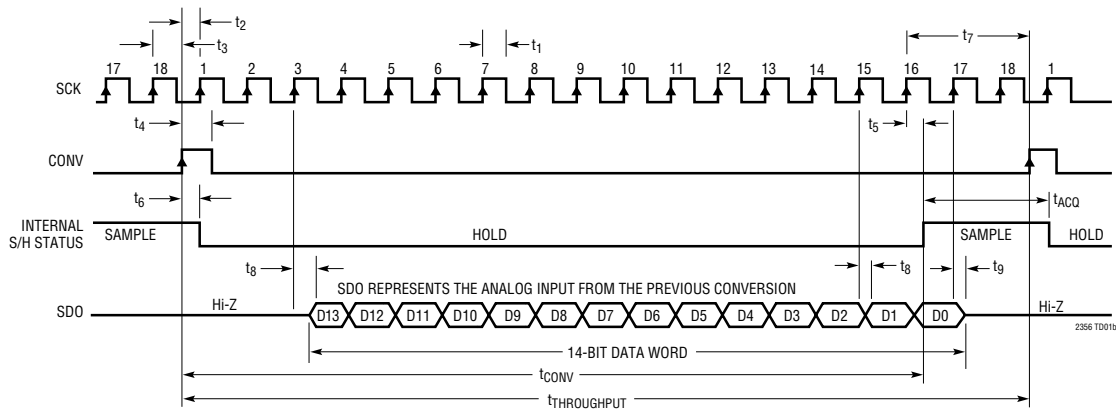 t2
t3
t1
t7
17 18 1 2 3 4 5 6 7 8 9 10 11 12 13 14 15 16 17 18 1
SCK
t4
t5
CONV
t6
tACQ
INTERNAL
S/H STATUS
SAMPLE
HOLD
SAMPLE
HOLD
t8
t8
t9
SDO REPRESENTS THE ANALOG INPUT FROM THE PREVIOUS CONVERSION
SDO
Hi-Z
D13 D12 D11 D10 D9 D8 D7 D6 D5 D4 D3 D2 D1 D0
Hi-Z
2356 TD01b
14-BIT DATA WORD
tCONV
tTHROUGHPUT